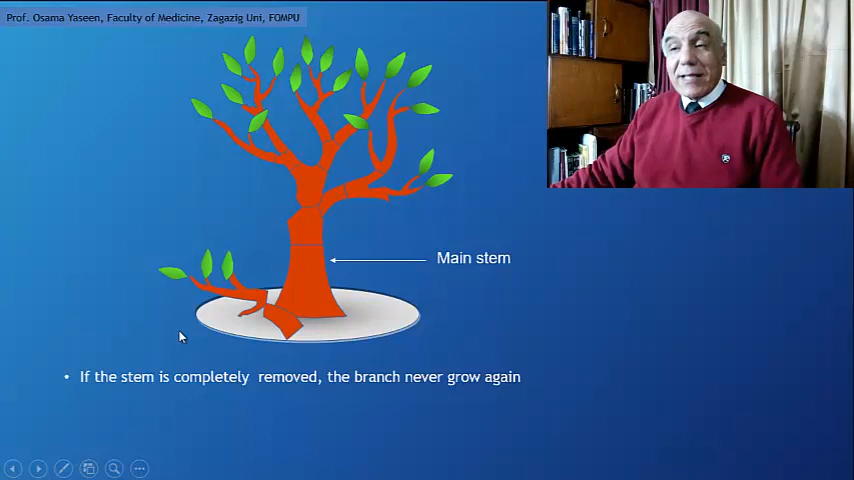 Prof. Osama Yaseen, Faculty of Medicine, Zagazig Uni, FOMPU
Main stem
• If the stem is completely removed, the branch never grow again